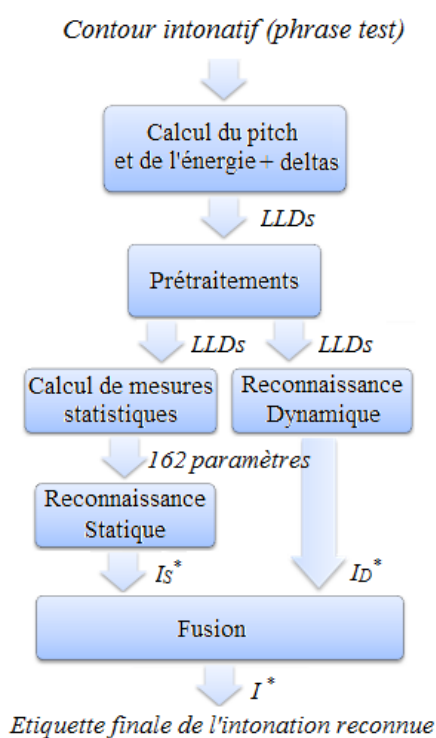 Contour intonatif (phrase test)
Calcul du pitch
et de l'énergie + deltas
LLDs
Prétraitements
LLDs
LLDs
Calcul de mesures
statistiques
Reconnaissance
Dynamique
162 paramètres
Reconnaissance
Statique
IS*
ID*
Fusion
I*
Etiquette finale de l'intonation reconnue